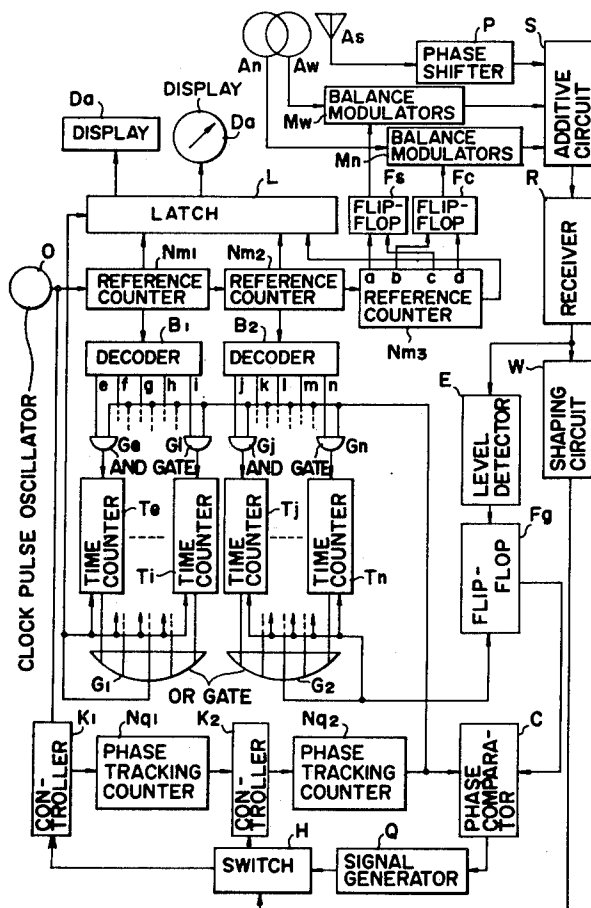 An Aw As
P
PHASE
SHIFTER
S
ADDITIVE
CIRCUIT
Da
DISPLAY
DISPLAY
Da
BALANCE
MODULATORS
Mw
BALANCE
MODULATORS
Mn
L
LATCH
Fs
FLIP-
FLOP
Fc
FLIP-
FLOP
R
RECEIVER
O
CLOCK PULSE OSCILLATOR
Nm1
REFERENCE
COUNTER
Nm2
REFERENCE
COUNTER
a b c d
REFERENCE
COUNTER
Nm3
B1
DECODER
e f g h i
B2
DECODER
j k l m n
E
LEVEL
DETECTOR
W
SHAPING
CIRCUIT
Ge Gi Gj Gn
AND GATE AND GATE
TIME
COUNTER
Te
TIME
COUNTER
Ti
TIME
COUNTER
Tj
TIME
COUNTER
Tn
Fg
FLIP-
FLOP
G1 OR GATE G2
K1
CON-
TROLLER
Nq1
PHASE
TRACKING
COUNTER
K2
CON-
TROLLER
Nq2
PHASE
TRACKING
COUNTER
C
PHASE
COMPARA-
TOR
H
SWITCH
Q
SIGNAL
GENERATOR